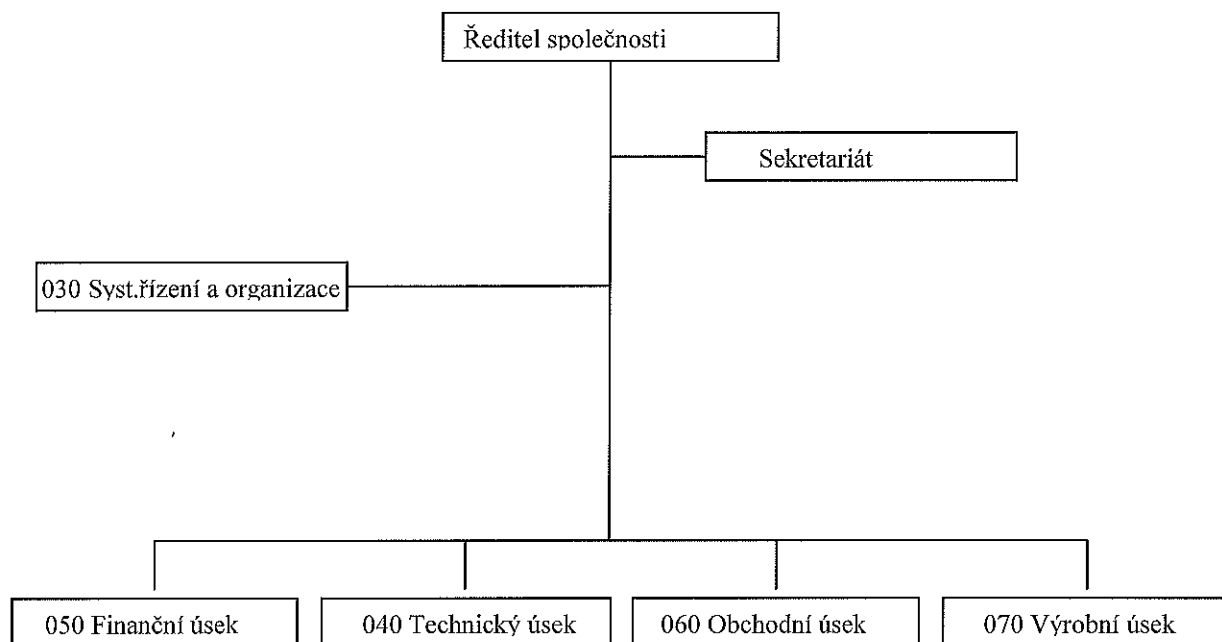 Ředitel společnosti
Sekretariát
030 Syst.řízení a organizace
050 Finanční úsek
040 Technický úsek
060 Obchodní úsek
070 Výrobní úsek